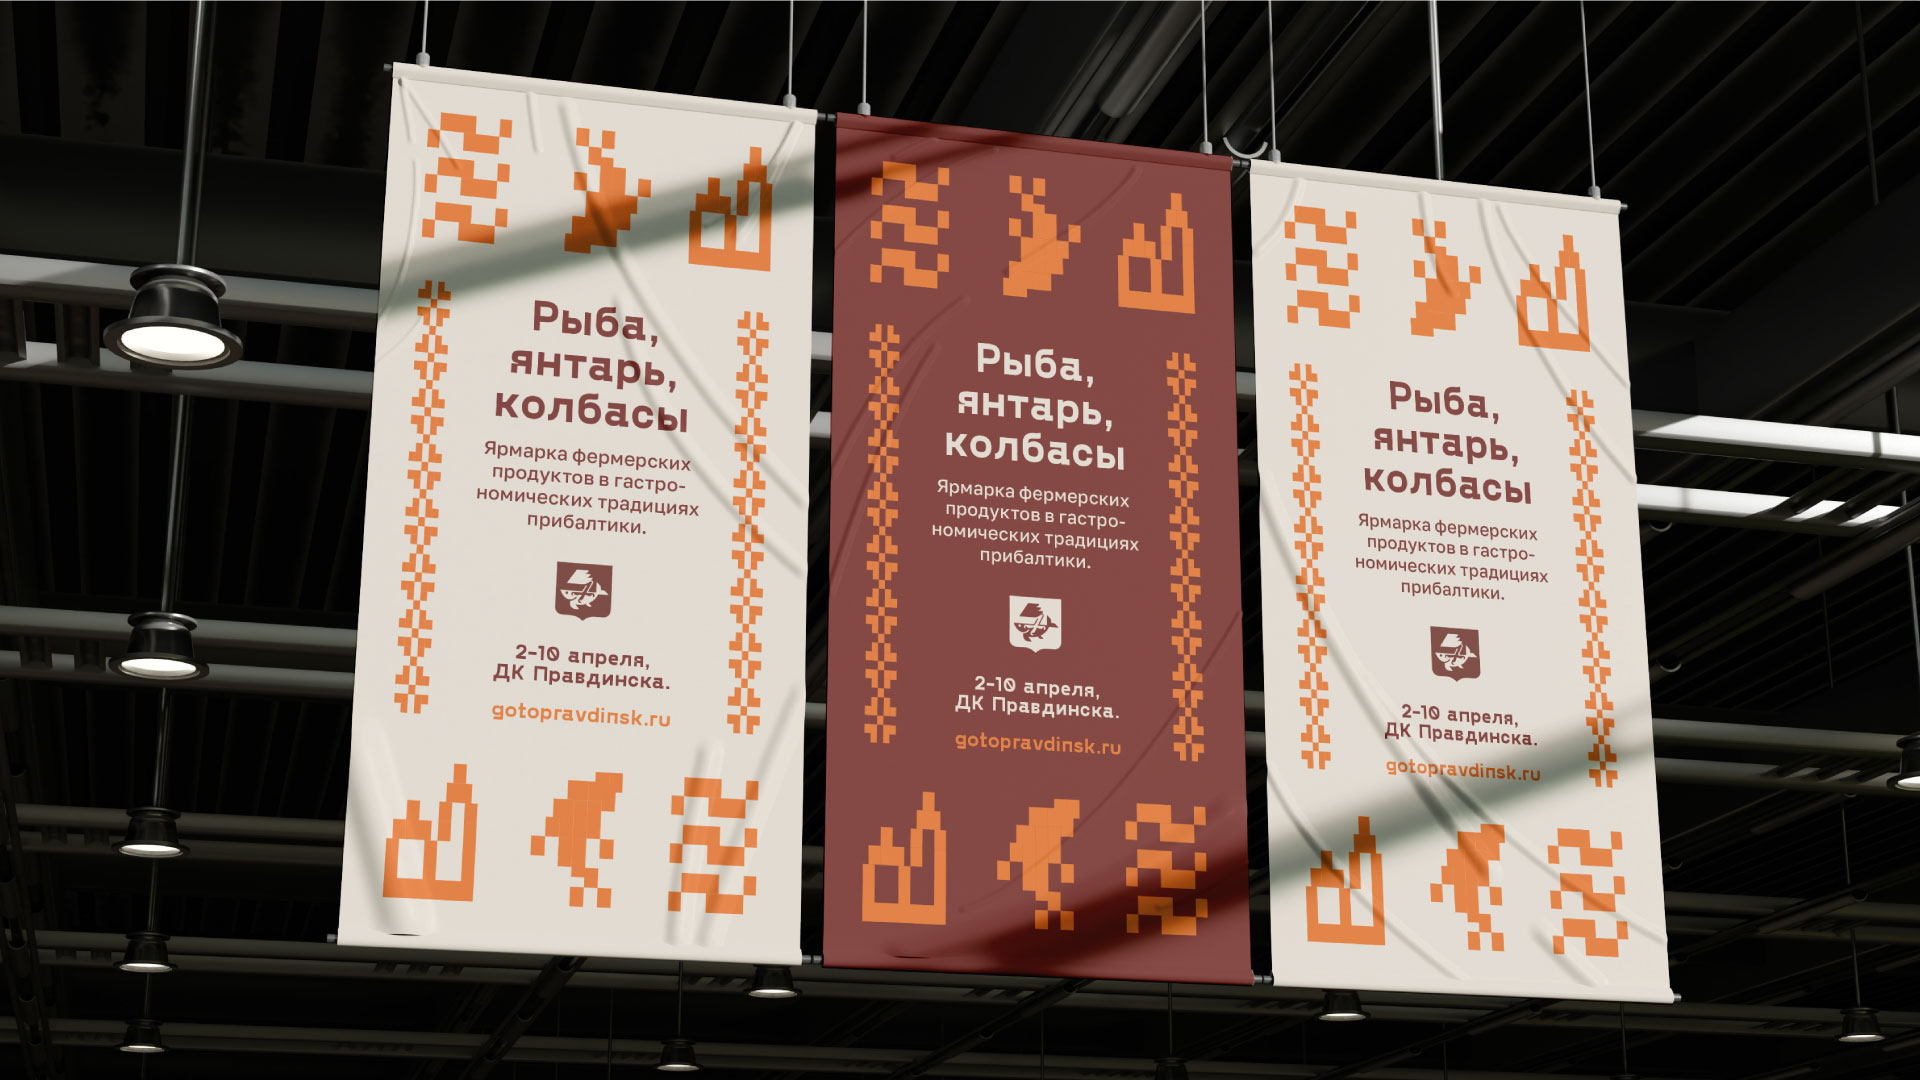 Рыба,
янтарь,
колбасы
Ярмарка фермерских
продуктов в гастро-
номических традициях
прибалтики.
2-10 апреля,
ДК Правдинска.
gotopravdinsk.ru
Рыба,
янтарь,
колбасы
Ярмарка фермерских
продуктов в гастро-
номических традициях
прибалтики.
2-10 апреля,
ДК Правдинска.
gotopravdinsk.ru
Рыба,
янтарь,
колбасы
Ярмарка фермерских
продуктов в гастро-
номических традициях
прибалтики.
2-10 апреля,
ДК Правдинска.
gotopravdinsk.ru